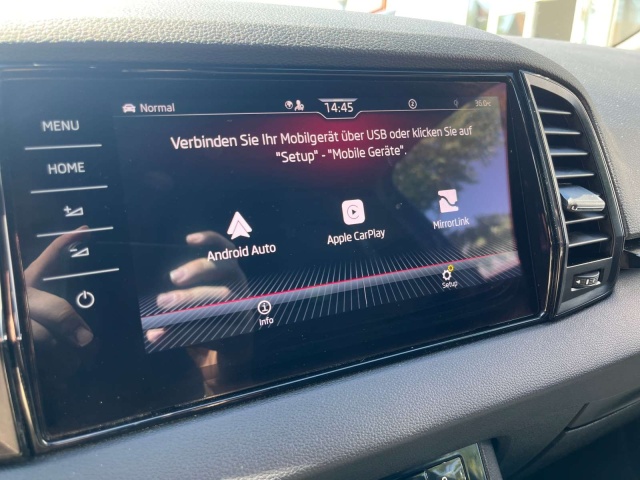 Normal
14:45
MENU
HOME
Verbinden Sie Ihr Mobilgerät über USB oder klicken Sie auf
"Setup" - "Mobile Geräte".
Android Auto
Apple CarPlay
MirrorLink
Info
Setup